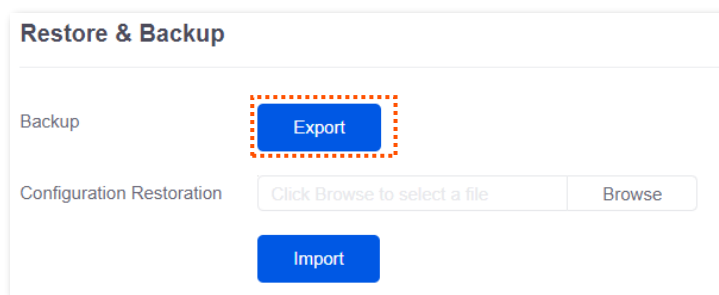 Restore & Backup
Backup
Export
Configuration Restoration
Click Browse to select a file
Browse
Import